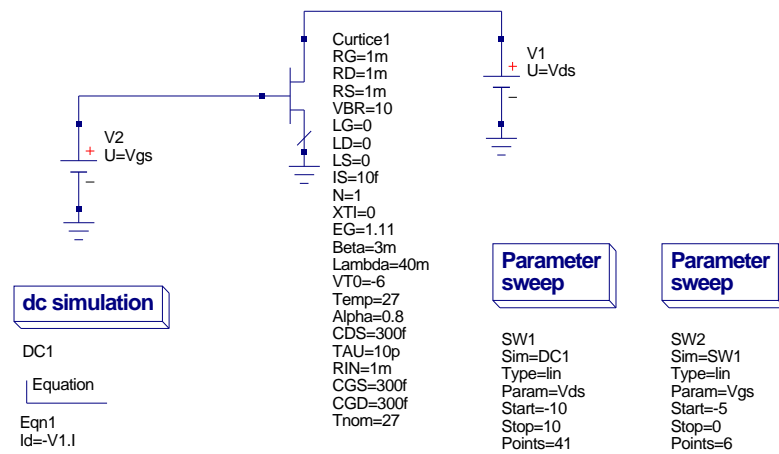 Curtice1
RG=1m
RD=1m
RS=1m
VBR=10
LG=0
LD=0
LS=0
IS=10f
N=1
XTI=0
EG=1.11
Beta=3m
Lambda=40m
VT0=-6
Temp=27
Alpha=0.8
CDS=300f
TAU=10p
RIN=1m
CGS=300f
CGD=300f
Tnom=27
V1
U=Vds
V2
U=Vgs
dc simulation
DC1
Equation
Eqn1
Id=-V1.I
Parameter
sweep
SW1
Sim=DC1
Type=lin
Param=Vds
Start=-10
Stop=10
Points=41
Parameter
sweep
SW2
Sim=SW1
Type=lin
Param=Vgs
Start=-5
Stop=0
Points=6